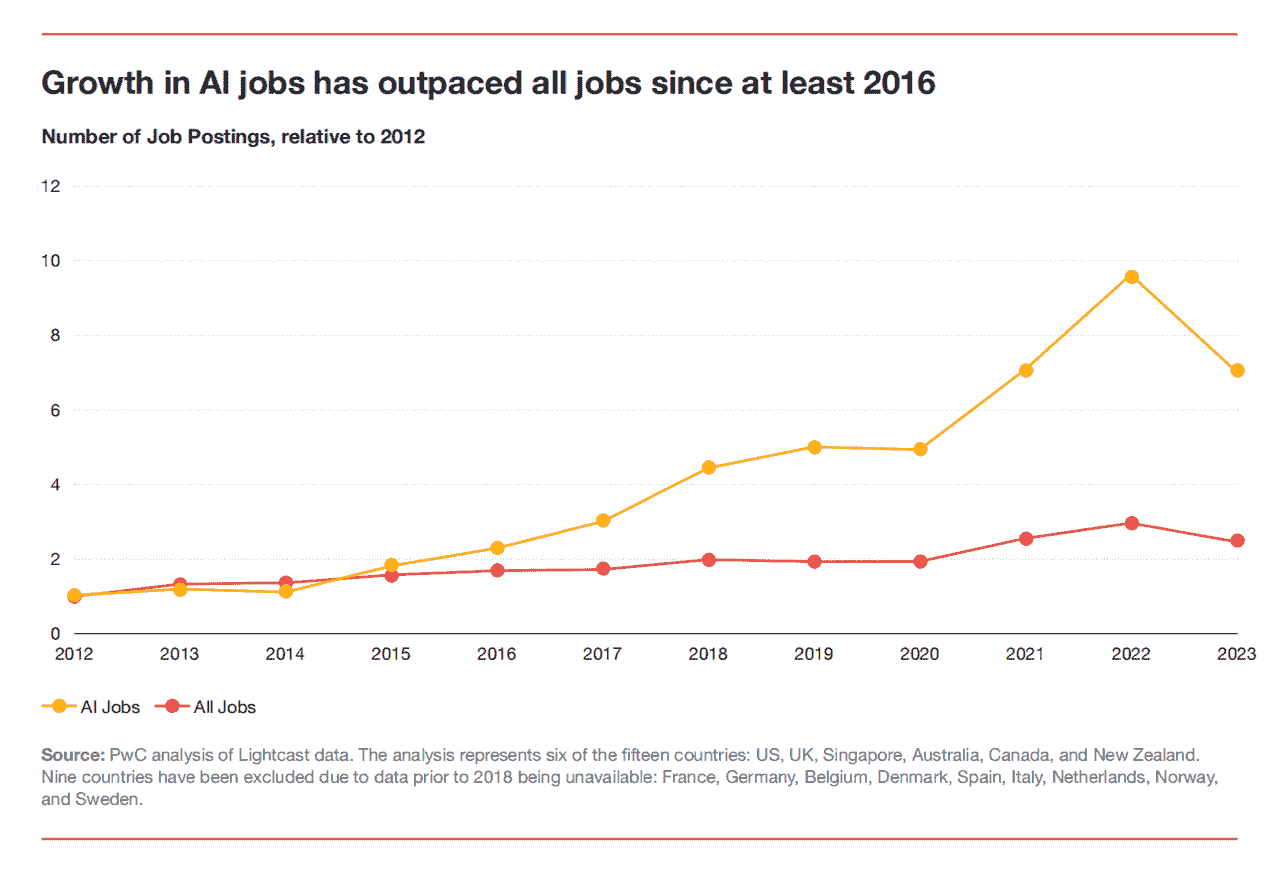 Growth in AI jobs has outpaced all jobs since at least 2016
Number of Job Postings, relative to 2012
12
10
8
6
4
2
0
2012 2013 2014 2015 2016 2017 2018 2019 2020 2021 2022 2023
AI Jobs All Jobs
Source: PwC analysis of Lightcast data. The analysis represents six of the fifteen countries: US, UK, Singapore, Australia, Canada, and New Zealand.
Nine countries have been excluded due to data prior to 2018 being unavailable: France, Germany, Belgium, Denmark, Spain, Italy, Netherlands, Norway,
and Sweden.